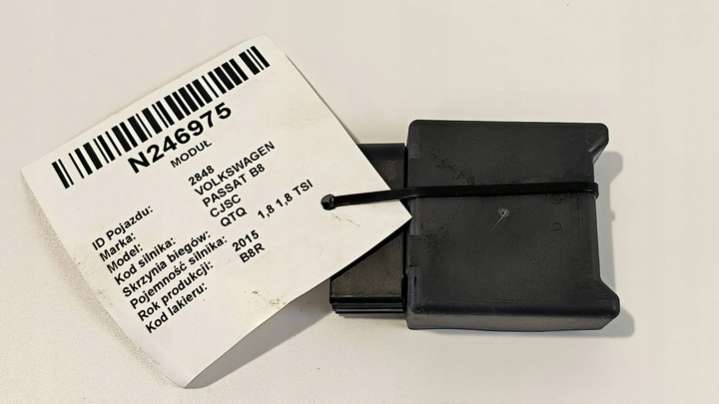 N246975
MODUŁ
ID Pojazdu: 2848
Marka: VOLKSWAGEN
Model: PASSAT B8
Kod silnika: CJSC
Skrzynia biegów: QTQ
Pojemność silnika: 1,8 1,8 TSI
Rok produkcji: 2015
Kod lakieru: B8R